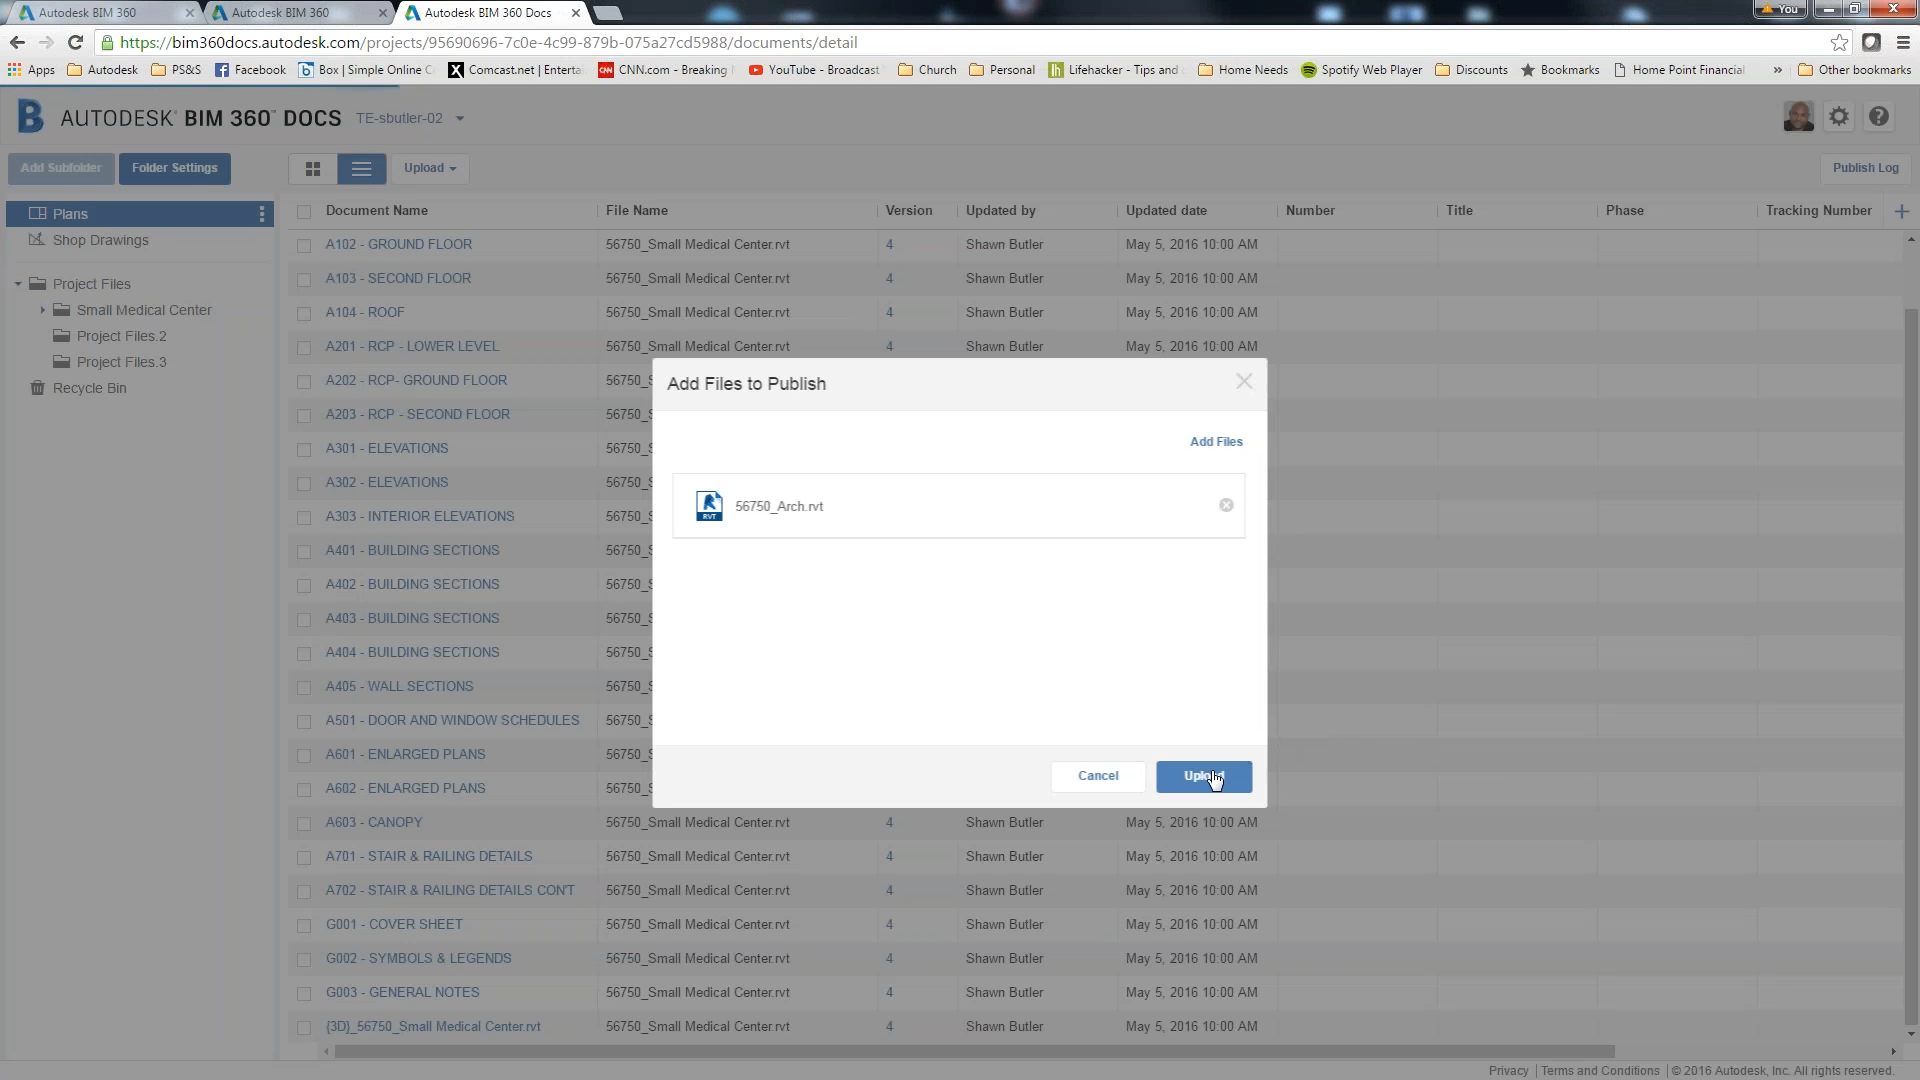 Autodesk BIM 360
Autodesk BIM 360
Autodesk BIM 360 Docs
You
https://bim360docs.autodesk.com/projects/95690696-7c0e-4c99-879b-075a27cd5988/documents/detail
Apps Autodesk PS&S Facebook Box | Simple Online C Comcast.net | Enterta CNN.com - Breaking YouTube - Broadcast Church Personal Lifehacker - Tips and Home Needs Spotify Web Player Discounts Bookmarks Home Point Financial » Other bookmarks
AUTODESK BIM 360 DOCS TE-sbutler-02
Add Subfolder Folder Settings Upload Publish Log
Plans
Shop Drawings
Project Files
Small Medical Center
Project Files.2
Project Files.3
Recycle Bin
Document Name File Name Version Updated by Updated date Number Title Phase Tracking Number
A102 - GROUND FLOOR 56750_Small Medical Center.rvt 4 Shawn Butler May 5, 2016 10:00 AM
A103 - SECOND FLOOR 56750_Small Medical Center.rvt 4 Shawn Butler May 5, 2016 10:00 AM
A104 - ROOF 56750_Small Medical Center.rvt 4 Shawn Butler May 5, 2016 10:00 AM
A201 - RCP - LOWER LEVEL 56750_Small Medical Center.rvt 4 Shawn Butler May 5, 2016 10:00 AM
A202 - RCP- GROUND FLOOR 56750_S
A203 - RCP - SECOND FLOOR 56750_S
A301 - ELEVATIONS 56750_S
A302 - ELEVATIONS 56750_S
A303 - INTERIOR ELEVATIONS 56750_S
A401 - BUILDING SECTIONS 56750_S
A402 - BUILDING SECTIONS 56750_S
A403 - BUILDING SECTIONS 56750_S
A404 - BUILDING SECTIONS 56750_S
A405 - WALL SECTIONS 56750_S
A501 - DOOR AND WINDOW SCHEDULES 56750_S
A601 - ENLARGED PLANS 56750_S
A602 - ENLARGED PLANS 56750_S
A603 - CANOPY 56750_Small Medical Center.rvt 4 Shawn Butler May 5, 2016 10:00 AM
A701 - STAIR & RAILING DETAILS 56750_Small Medical Center.rvt 4 Shawn Butler May 5, 2016 10:00 AM
A702 - STAIR & RAILING DETAILS CON'T 56750_Small Medical Center.rvt 4 Shawn Butler May 5, 2016 10:00 AM
G001 - COVER SHEET 56750_Small Medical Center.rvt 4 Shawn Butler May 5, 2016 10:00 AM
G002 - SYMBOLS & LEGENDS 56750_Small Medical Center.rvt 4 Shawn Butler May 5, 2016 10:00 AM
G003 - GENERAL NOTES 56750_Small Medical Center.rvt 4 Shawn Butler May 5, 2016 10:00 AM
{3D}_56750_Small Medical Center.rvt 56750_Small Medical Center.rvt 4 Shawn Butler May 5, 2016 10:00 AM
Add Files to Publish
Add Files
RVT 56750_Arch.rvt
Cancel Upload
Privacy | Terms and Conditions | © 2016 Autodesk, Inc. All rights reserved.